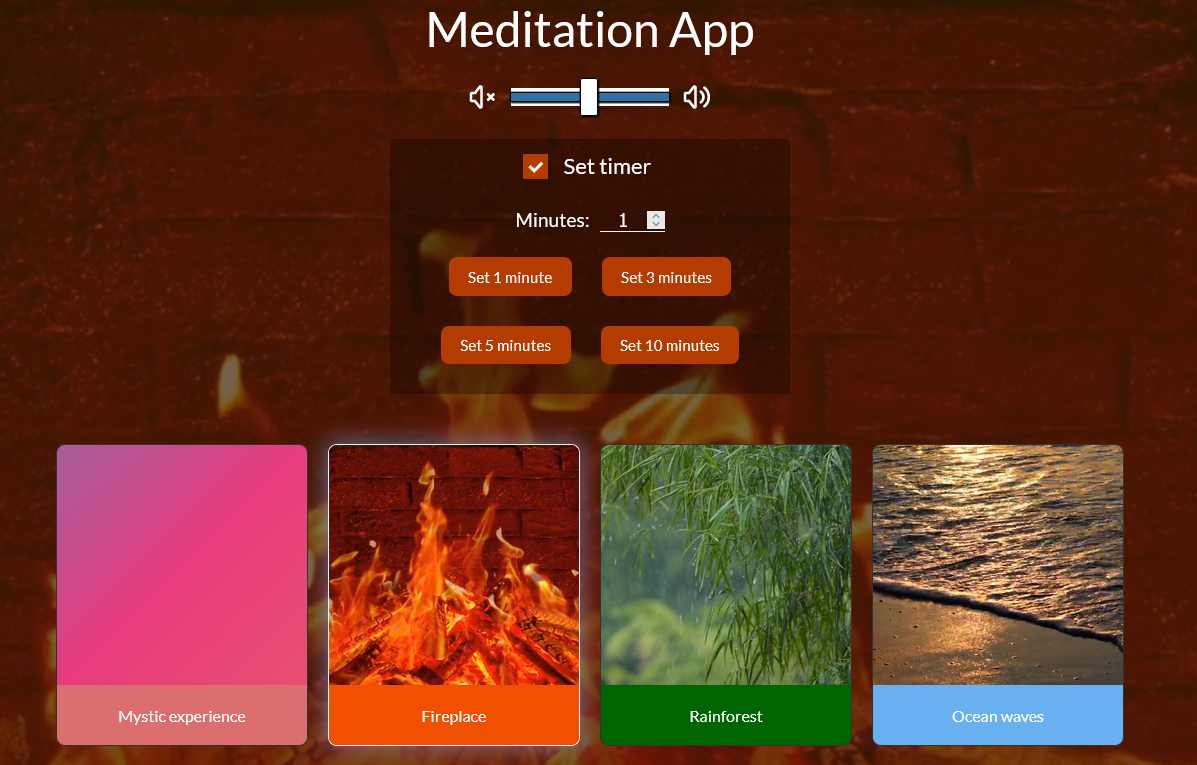 Meditation App
Set timer
Minutes: 1
Set 1 minute Set 3 minutes
Set 5 minutes Set 10 minutes
Mystic experience Fireplace Rainforest Ocean waves